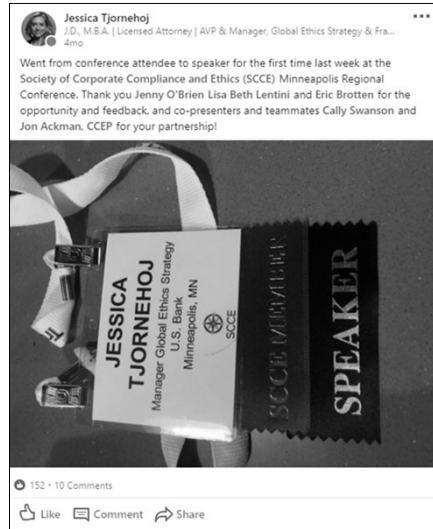 Jessica Tjornehoj
J.D., M.B.A. | Licensed Attorney | AVP & Manager, Global Ethics Strategy & Fra...
4mo
Went from conference attendee to speaker for the first time last week at the
Society of Corporate Compliance and Ethics (SCCE) Minneapolis Regional
Conference. Thank you Jenny O'Brien Lisa Beth Lentini and Eric Brotten for the
opportunity and feedback, and co-presenters and teammates Cally Swanson and
Jon Ackman, CCEP for your partnership!
JESSICA
TJORNEHOJ
Manager Global Ethics Strategy
U.S. Bank
Minneapolis, MN
SCCE
SCCE MEMBER
SPEAKER
152 • 10 Comments
Like Comment Share